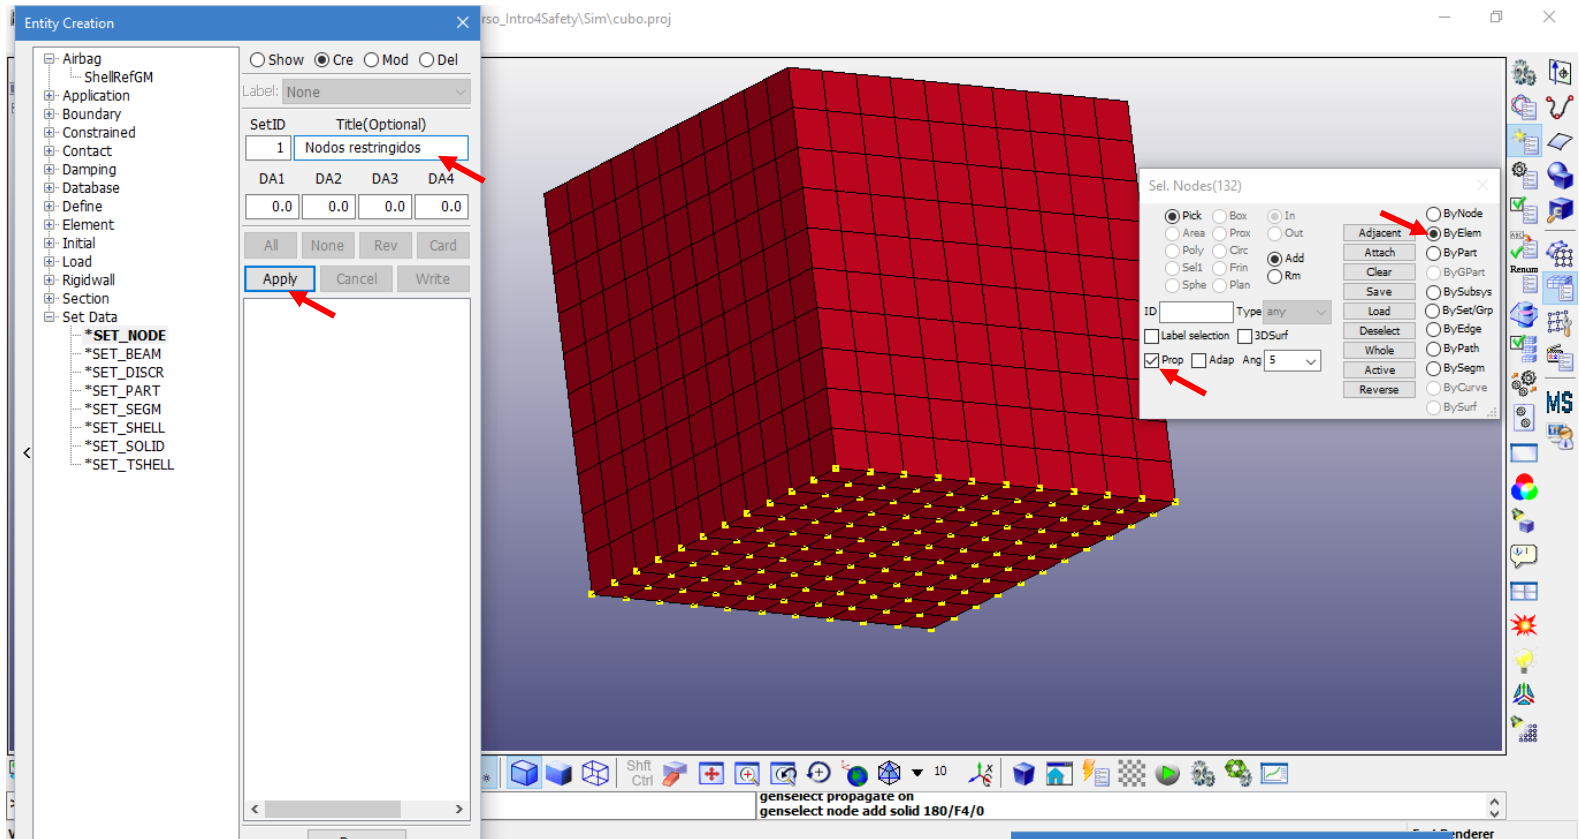 Entity Creation
rso_Intro4Safety\Sim\cubo.proj
Airbag
ShellRefGM
Application
Boundary
Constrained
Contact
Damping
Database
Define
Element
Initial
Load
Rigidwall
Section
Set Data
*SET_NODE
*SET_BEAM
*SET_DISCR
*SET_PART
*SET_SEGM
*SET_SHELL
*SET_SOLID
*SET_TSHELL
Show Cre Mod Del
Label: None
SetID Title(Optional)
1 Nodos restringidos
DA1 DA2 DA3 DA4
0.0 0.0 0.0 0.0
All None Rev Card
Apply Cancel Write
Sel. Nodes(132)
Pick Box In
Area Prox Out
Poly Circ
Add
Sel1 Frin
Rm
Sphe Plan
ID Type any
Label selection 3DSurf
Prop Adap Ang 5
Adjacent
Attach
Clear
Save
Load
Deselect
Whole
Active
Reverse
ByNode
ByElem
ByPart
ByGPart
BySubsys
BySet/Grp
ByEdge
ByPath
BySegm
ByCurve
BySurf
Renum
MS
Shft
Ctrl
10
genselect propagate on
genselect node add solid 180/F4/0